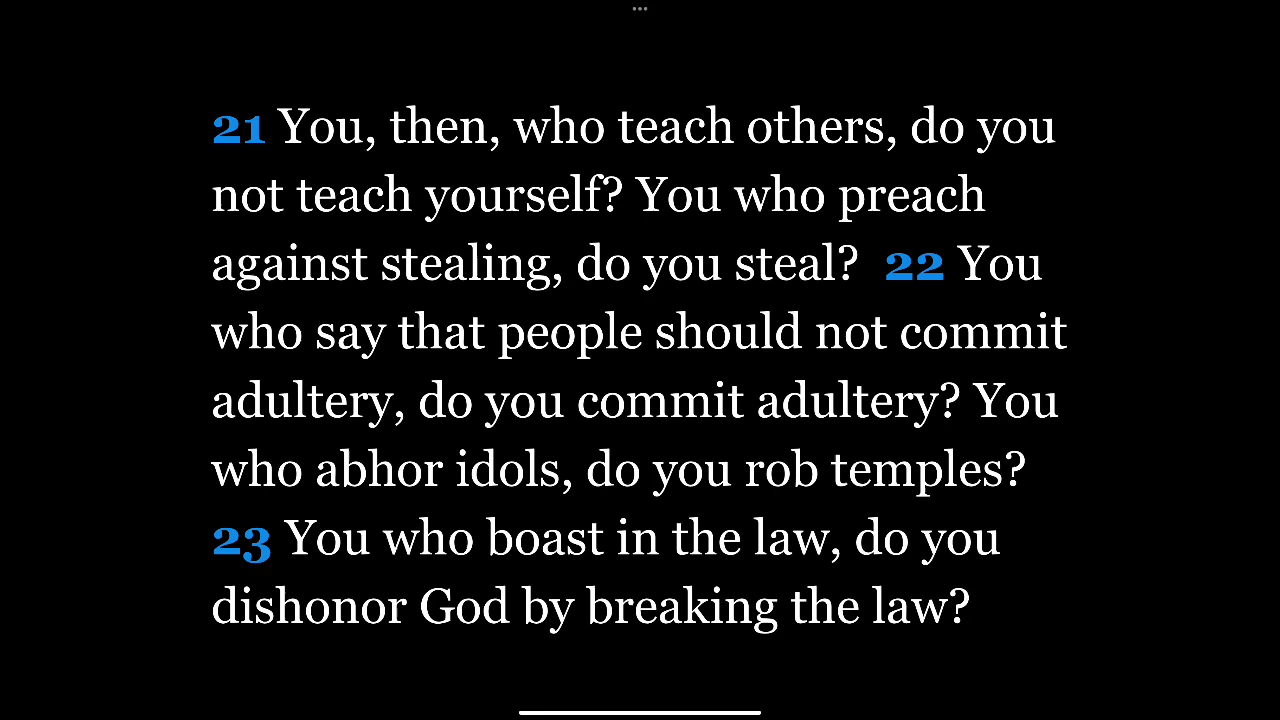 21 You, then, who teach others, do you
not teach yourself? You who preach
against stealing, do you steal? 22 You
who say that people should not commit
adultery, do you commit adultery? You
who abhor idols, do you rob temples?
23 You who boast in the law, do you
dishonor God by breaking the law?